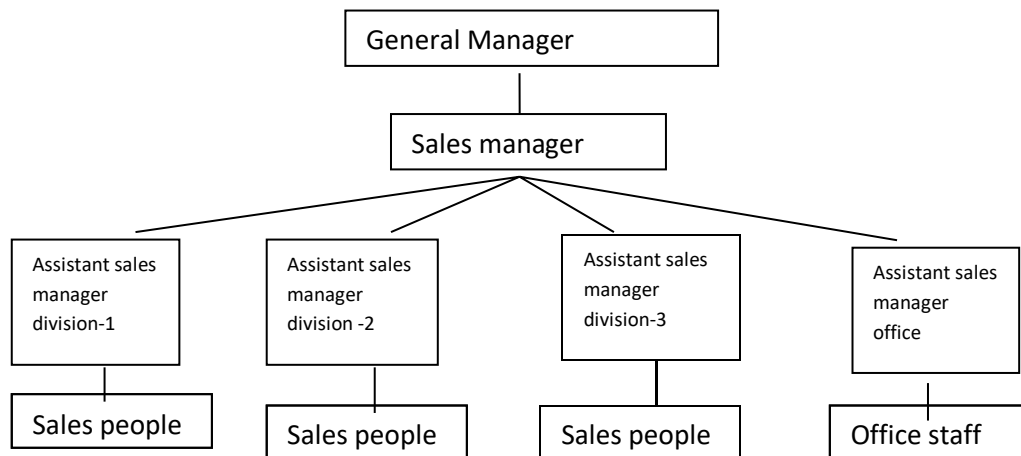 General Manager
Sales manager
Assistant sales
manager
division-1
Assistant sales
manager
division -2
Assistant sales
manager
division-3
Assistant sales
manager
office
Sales people
Sales people
Sales people
Office staff